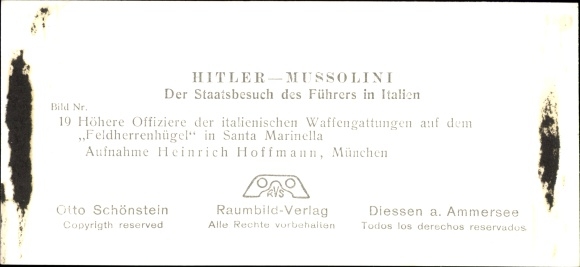 HITLER—MUSSOLINI
Der Staatsbesuch des Führers in Italien
Bild Nr.
19 Höhere Offiziere der italienischen Waffengattungen auf dem
„Feldherrenhügel“ in Santa Marinella
Aufnahme Heinrich Hoffmann, München
RVS
Otto Schönstein Raumbild-Verlag Diessen a. Ammersee
Copyrigth reserved Alle Rechte vorbehalten Todos los derschos reservados